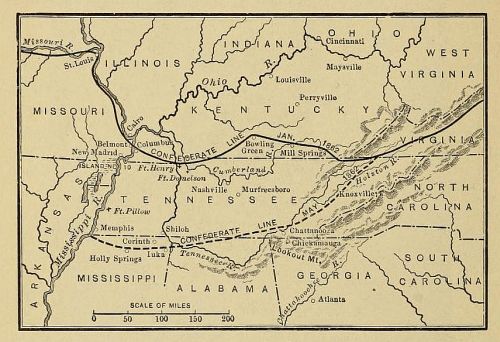 OHIO
INDIANA
Cincinnati
Missouri R.
ILLINOIS
WEST
St. Louis
Maysville
VIRGINIA
Ohio R.
Louisville
Perryville
MISSOURI
KENTUCKY
Cairo
Belmont
Columbus
CONFEDERATE LINE JAN. 1862
VIRGINIA
New Madrid
Bowling
Green
Mill Springs
ISLAND NO 10
Ft. Henry
Cumberland
Holston R.
Ft. Donelson
Nashville
Murfreesboro
Knoxville
NORTH
CAROLINA
TENNESSEE
Ft. Pillow
ARKANSAS
Mississippi R.
Memphis
Shiloh
CONFEDERATE LINE MAY 1862
Chattanooga
Corinth
Chickamauga
Holly Springs
Iuka
Tennessee R.
Lookout Mt.
MISSISSIPPI
ALABAMA
GEORGIA
SOUTH
CAROLINA
Chattahoochee R.
Atlanta
SCALE OF MILES
0 50 100 150 200